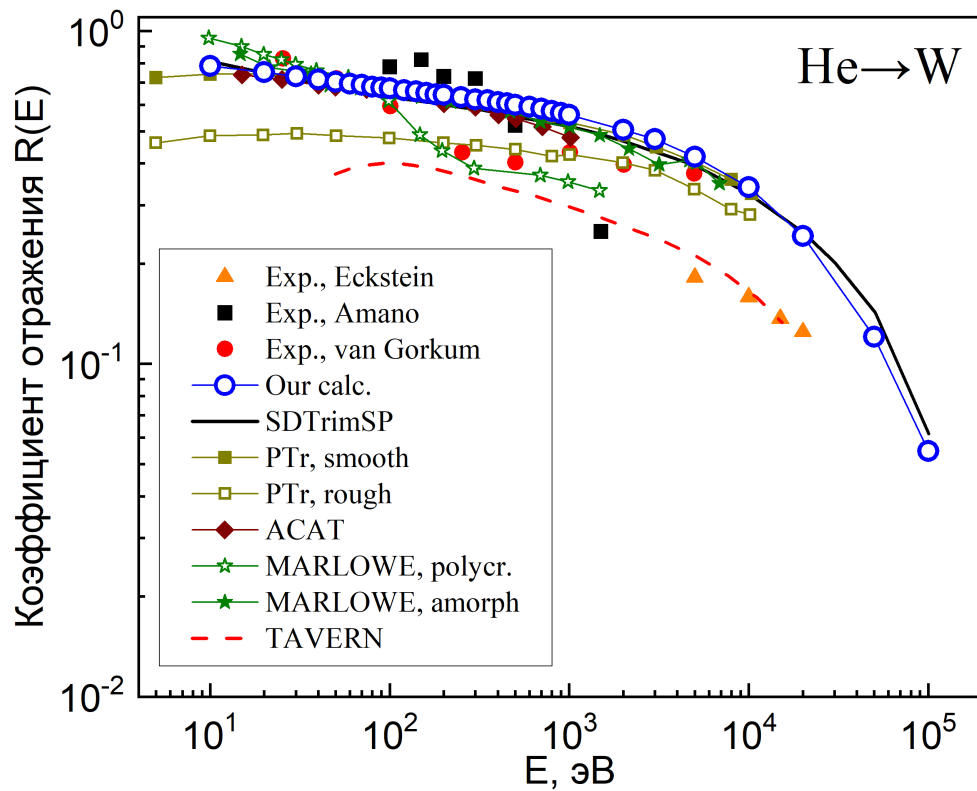 Коэффициент отражения R(E)
10⁰
10⁻¹
10⁻²
He→W
Exp., Eckstein
Exp., Amano
Exp., van Gorkum
Our calc.
SDTrimSP
PTr, smooth
PTr, rough
ACAT
MARLOWE, polycr.
MARLOWE, amorph
TAVERN
10¹ 10² 10³ 10⁴ 10⁵
E, эВ